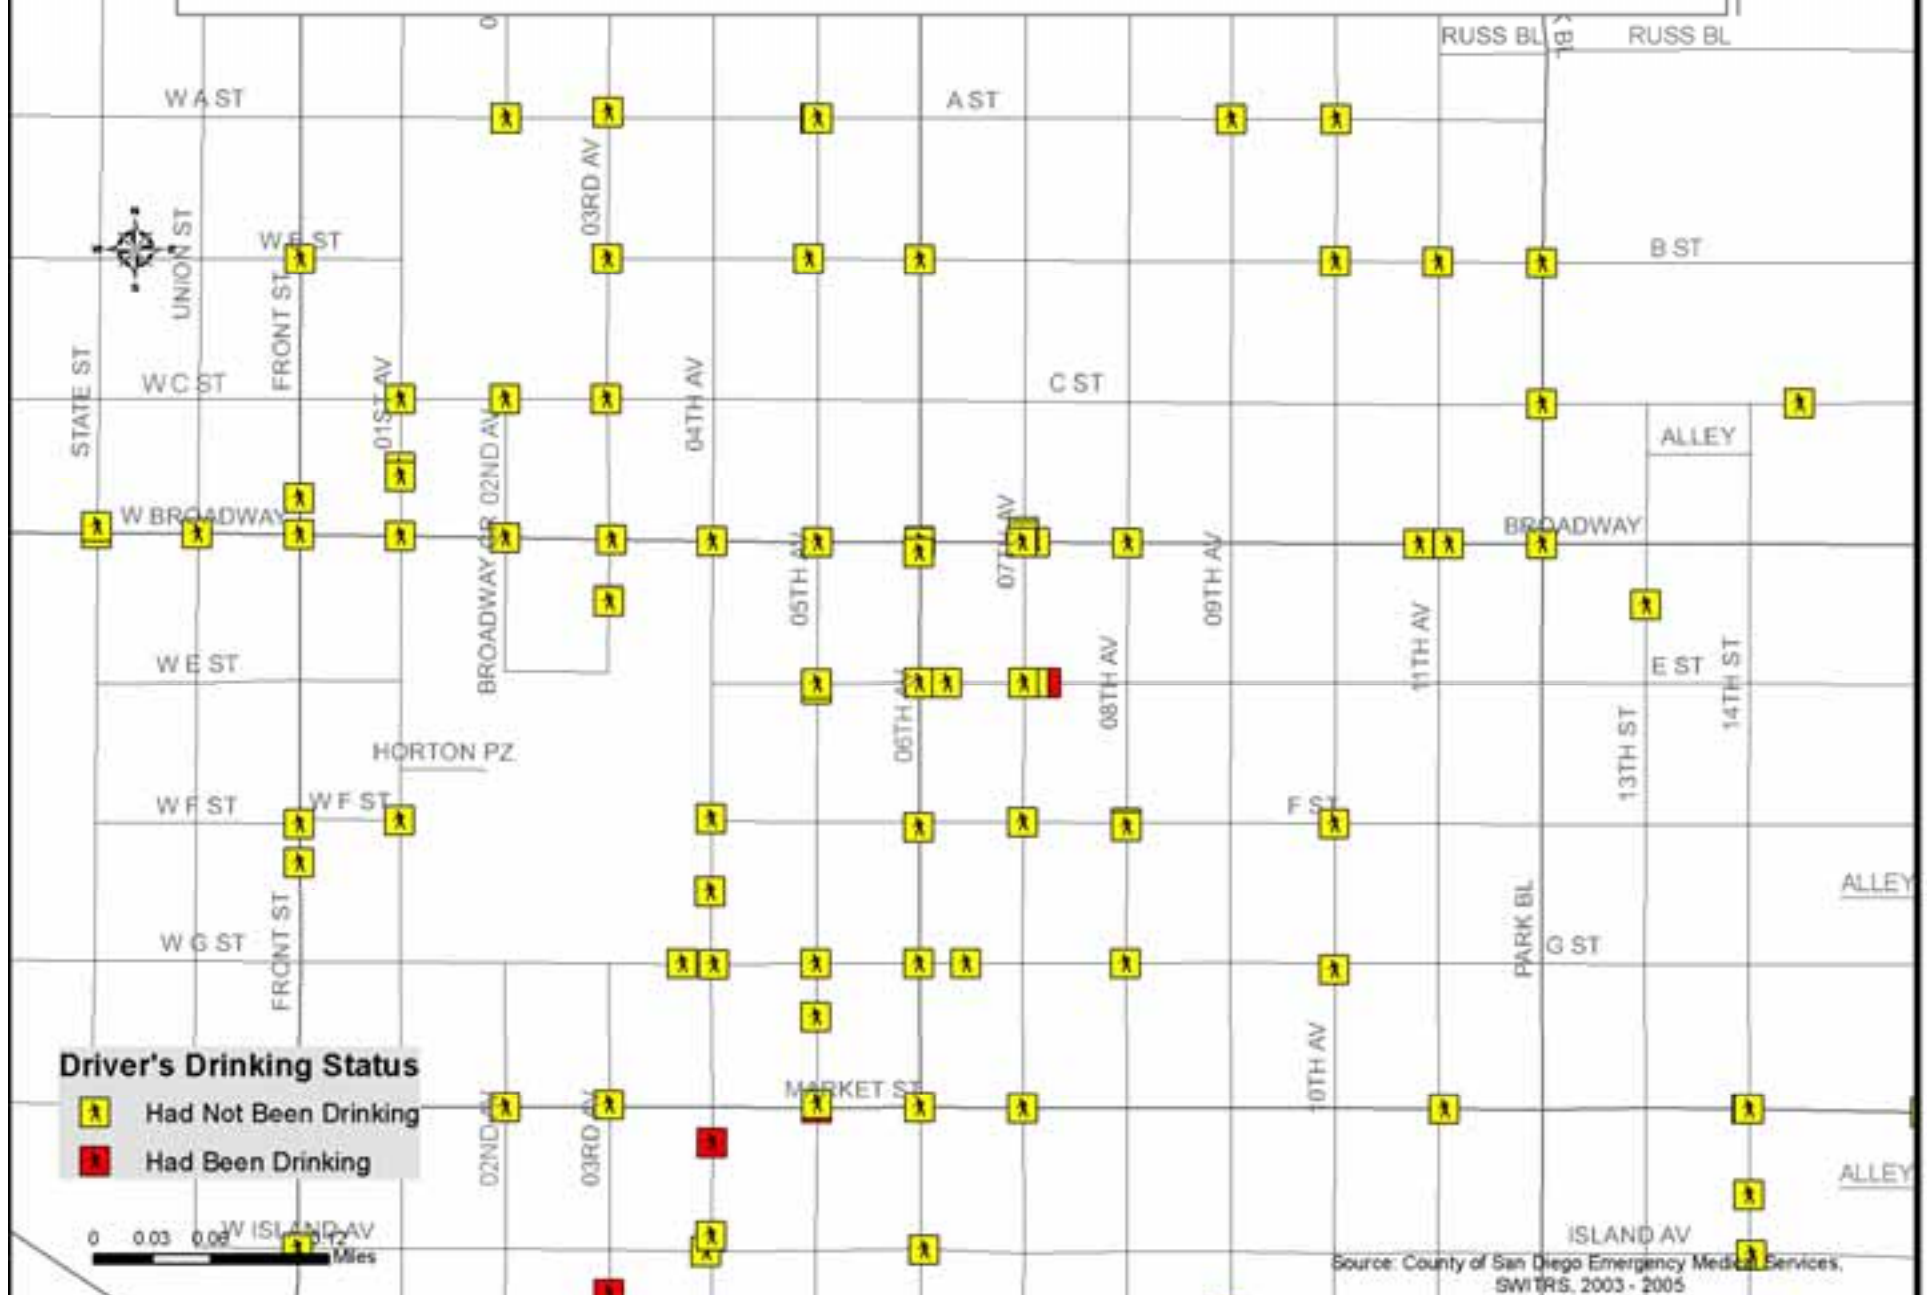 RUSS BL
RUSS BL
W A ST
A ST
03RD AV
UNION ST
W B ST
B ST
FRONT ST
STATE ST
W C ST
01ST AV
04TH AV
C ST
ALLEY
W BROADWAY
BROADWAY CR 02ND AV
05TH AV
07TH AV
09TH AV
BROADWAY
11TH AV
W E ST
06TH AV
08TH AV
E ST
14TH ST
13TH ST
HORTON PZ
W F ST
W F ST
F ST
ALLEY
FRONT ST
W G ST
PARK BL
G ST
10TH AV
Driver's Drinking Status
Had Not Been Drinking
Had Been Drinking
MARKET ST
02ND AV
03RD AV
ALLEY
W ISLAND AV
0 0.03 0.06 0.12
Miles
ISLAND AV
Source: County of San Diego Emergency Medical Services,
SWITRS, 2003 - 2005